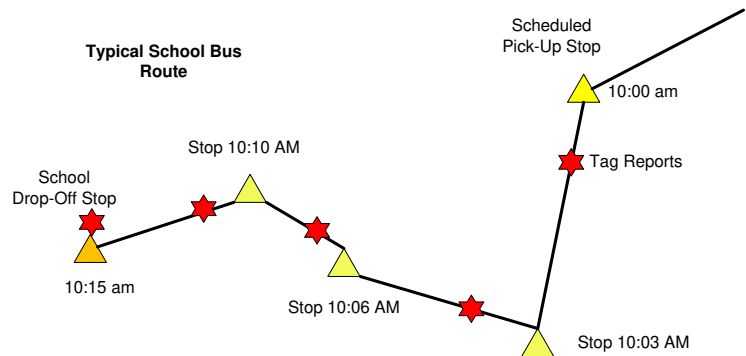 Scheduled
Pick-Up Stop
Typical School Bus
Route
10:00 am
Stop 10:10 AM
Tag Reports
School
Drop-Off Stop
10:15 am
Stop 10:06 AM
Stop 10:03 AM